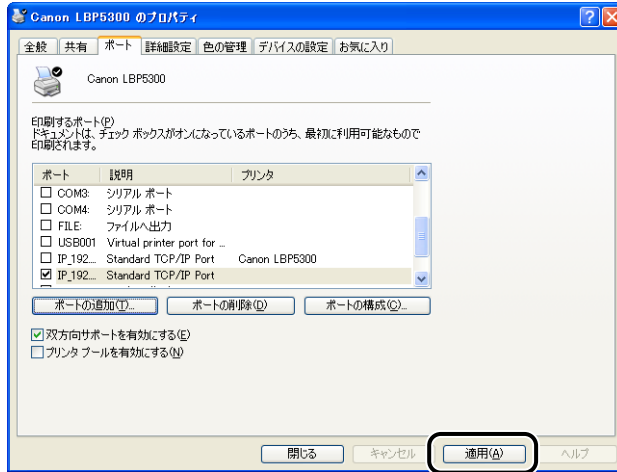 Canon LBP5300 のプロパティ
全般 共有 ポート 詳細設定 色の管理 デバイスの設定 お気に入り
Canon LBP5300
印刷するポート(P)
ドキュメントは、チェック ボックスがオンになっているポートのうち、最初に利用可能なもので
印刷されます。
ポート 説明 プリンタ
COM3: シリアル ポート
COM4: シリアル ポート
FILE: ファイルへ出力
USB001 Virtual printer port for ...
IP_192... Standard TCP/IP Port Canon LBP5300
IP_192... Standard TCP/IP Port
ポートの追加(T)... ポートの削除(D) ポートの構成(C)...
双方向サポートを有効にする(E)
プリンタ プールを有効にする(N)
閉じる キャンセル 適用(A) ヘルプ